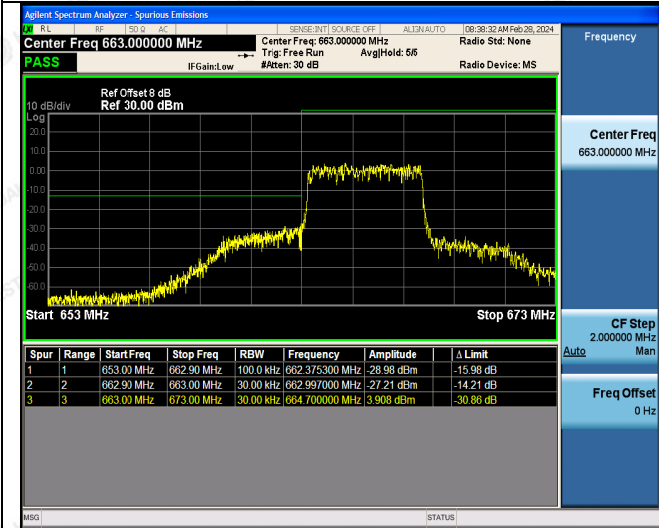 Agilent Spectrum Analyzer - Spurious Emissions
RL RF 50 Ω AC SENSE:INT SOURCE OFF ALIGN AUTO 08:38:32 AM Feb 28, 2024
Center Freq 663.000000 MHz Center Freq: 663.000000 MHz Radio Std: None
Trig: Free Run Avg|Hold: 5/5
PASS IFGain:Low #Atten: 30 dB Radio Device: MS
Ref Offset 8 dB
10 dB/div Ref 30.00 dBm
Log
20.0
10.0
0.00
-10.0
-20.0
-30.0
-40.0
-50.0
-60.0
Start 653 MHz Stop 673 MHz
Spur Range Start Freq Stop Freq RBW Frequency Amplitude Δ Limit
1 1 653.00 MHz 662.90 MHz 100.0 kHz 662.375300 MHz -28.98 dBm -15.98 dB
2 2 662.90 MHz 663.00 MHz 30.00 kHz 662.997000 MHz -27.21 dBm -14.21 dB
3 3 663.00 MHz 673.00 MHz 30.00 kHz 664.700000 MHz 3.908 dBm -30.86 dB
MSG STATUS
Frequency
Center Freq
663.000000 MHz
CF Step
2.000000 MHz
Auto Man
Freq Offset
0 Hz